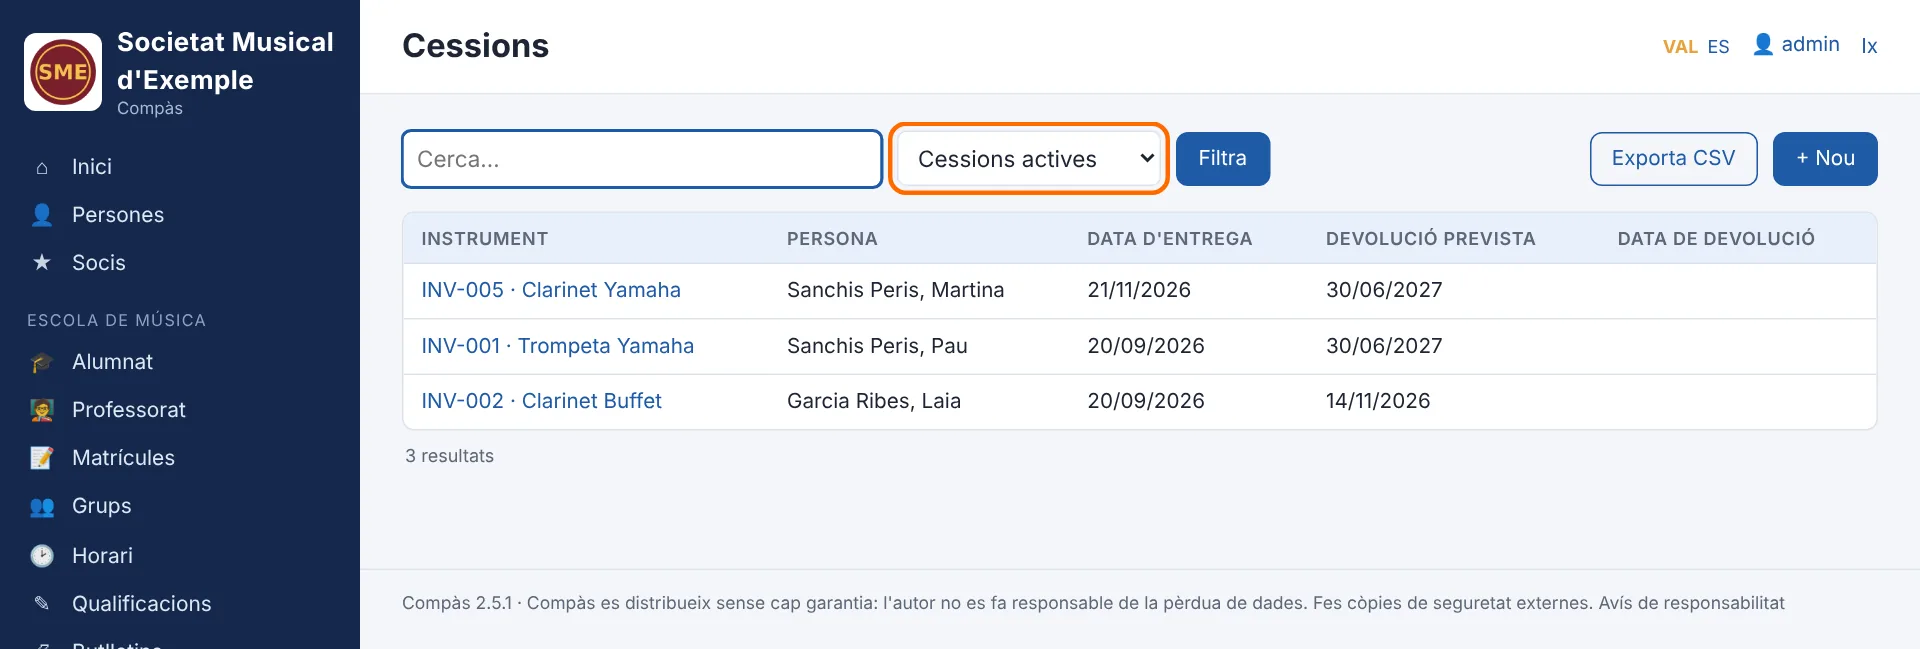 SME
Societat Musical
d'Exemple
Compàs
Inici
Persones
Socis
ESCOLA DE MÚSICA
Alumnat
Professorat
Matrícules
Grups
Horari
Qualificacions
Butlletins
Cessions
VAL ES admin Ix
Cerca... Cessions actives Filtra Exporta CSV + Nou
INSTRUMENT PERSONA DATA D'ENTREGA DEVOLUCIÓ PREVISTA DATA DE DEVOLUCIÓ
INV-005 · Clarinet Yamaha Sanchis Peris, Martina 21/11/2026 30/06/2027
INV-001 · Trompeta Yamaha Sanchis Peris, Pau 20/09/2026 30/06/2027
INV-002 · Clarinet Buffet Garcia Ribes, Laia 20/09/2026 14/11/2026
3 resultats
Compàs 2.5.1 · Compàs es distribueix sense cap garantia: l'autor no es fa responsable de la pèrdua de dades. Fes còpies de seguretat externes. Avís de responsabilitat